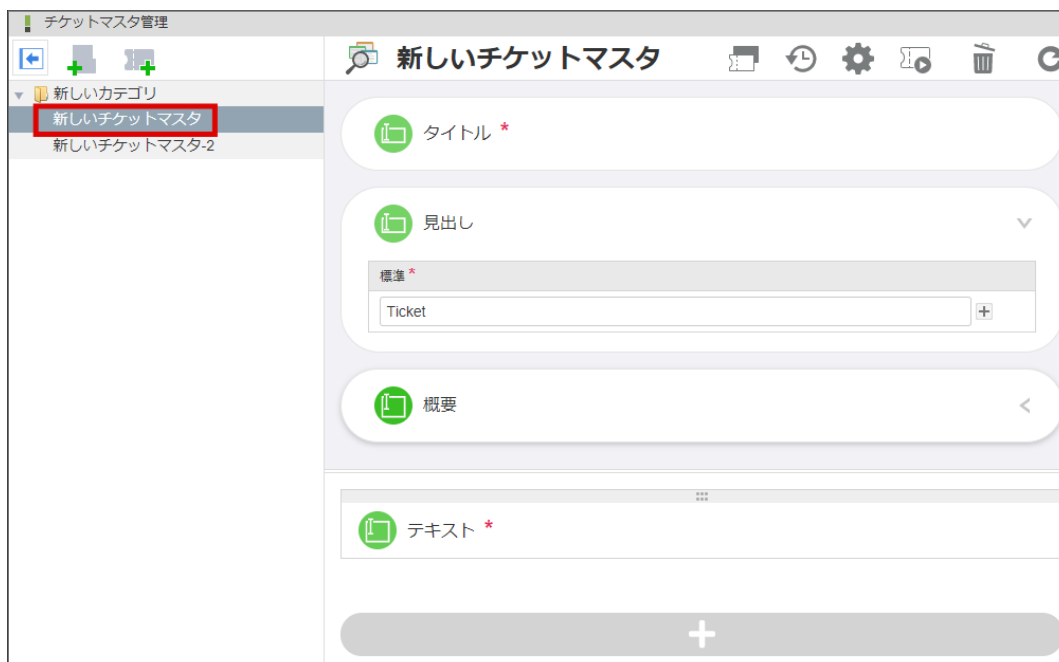 チケットマスタ管理
新しいチケットマスタ
新しいカテゴリ
新しいチケットマスタ
新しいチケットマスタ-2
タイトル *
見出し
標準 *
Ticket
概要
テキスト *